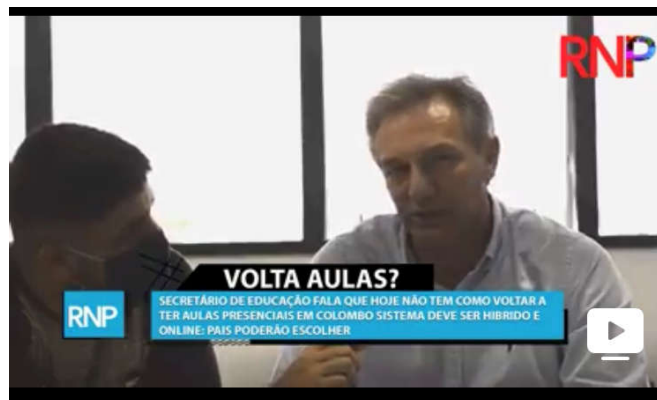 RNP
VOLTA AULAS?
RNP
SECRETÁRIO DE EDUCAÇÃO FALA QUE HOJE NÃO TEM COMO VOLTAR A
TER AULAS PRESENCIAIS EM COLOMBO SISTEMA DEVE SER HIBRIDO E
ONLINE: PAIS PODERÃO ESCOLHER